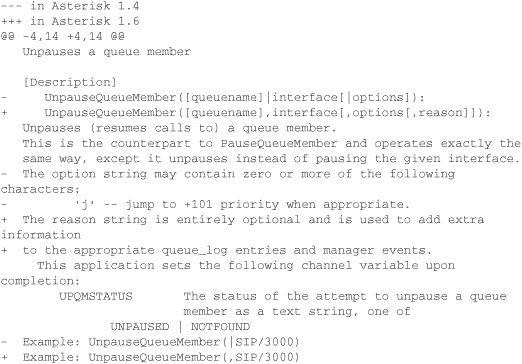 --- in Asterisk 1.4
+++ in Asterisk 1.6
@@ -4,14 +4,14 @@
Unpauses a queue member
[Description]
- UnpauseQueueMember([queuename]|interface[|options]):
+ UnpauseQueueMember([queuename],interface[,options[,reason]]):
Unpauses (resumes calls to) a queue member.
This is the counterpart to PauseQueueMember and operates exactly the
same way, except it unpauses instead of pausing the given interface.
- The option string may contain zero or more of the following
characters:
- 'j' -- jump to +101 priority when appropriate.
+ The reason string is entirely optional and is used to add extra
information
+ to the appropriate queue_log entries and manager events.
This application sets the following channel variable upon
completion:
UPQMSTATUS The status of the attempt to unpause a queue
member as a text string, one of
UNPAUSED | NOTFOUND
- Example: UnpauseQueueMember(|SIP/3000)
+ Example: UnpauseQueueMember(,SIP/3000)